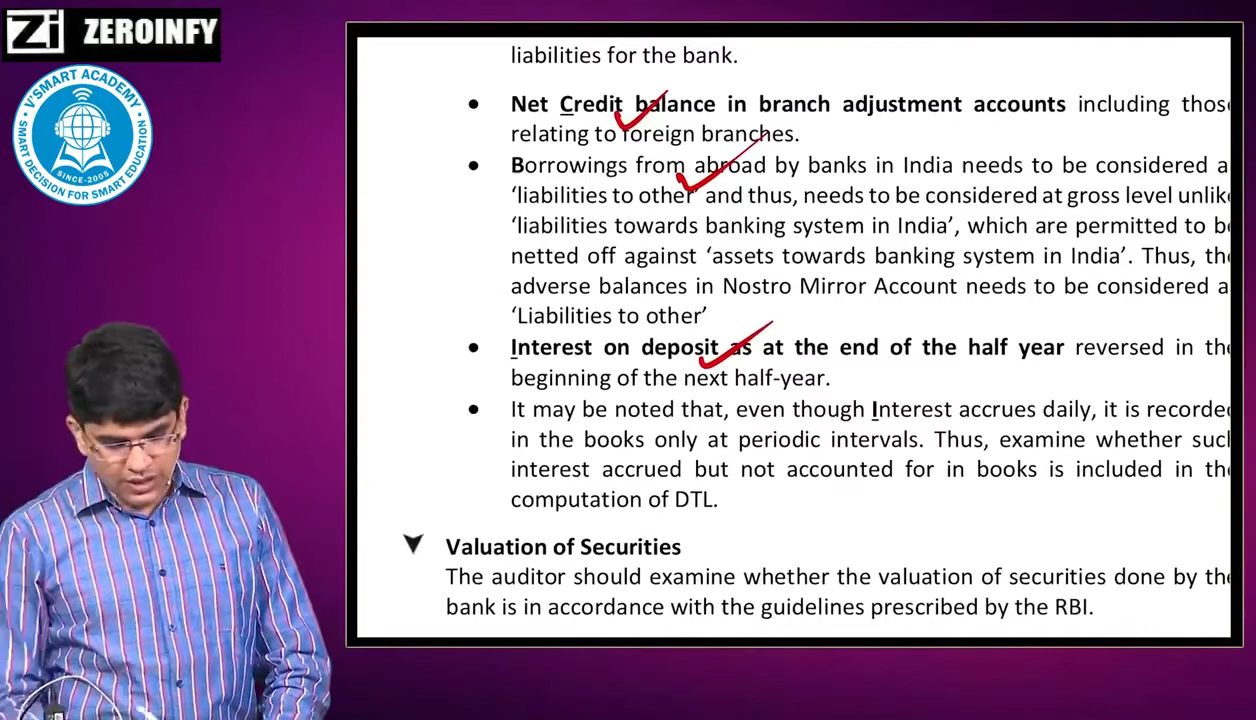 Zi ZEROINFY
V'SMART ACADEMY
SINCE-2005
SMART DECISION FOR SMART EDUCATION
liabilities for the bank.
• Net Credit balance in branch adjustment accounts including those
relating to foreign branches.
• Borrowings from abroad by banks in India needs to be considered a
‘liabilities to other’ and thus, needs to be considered at gross level unlike
‘liabilities towards banking system in India’, which are permitted to be
netted off against ‘assets towards banking system in India’. Thus, the
adverse balances in Nostro Mirror Account needs to be considered a
‘Liabilities to other’
• Interest on deposit as at the end of the half year reversed in the
beginning of the next half-year.
• It may be noted that, even though Interest accrues daily, it is recorded
in the books only at periodic intervals. Thus, examine whether such
interest accrued but not accounted for in books is included in the
computation of DTL.
Valuation of Securities
The auditor should examine whether the valuation of securities done by the
bank is in accordance with the guidelines prescribed by the RBI.